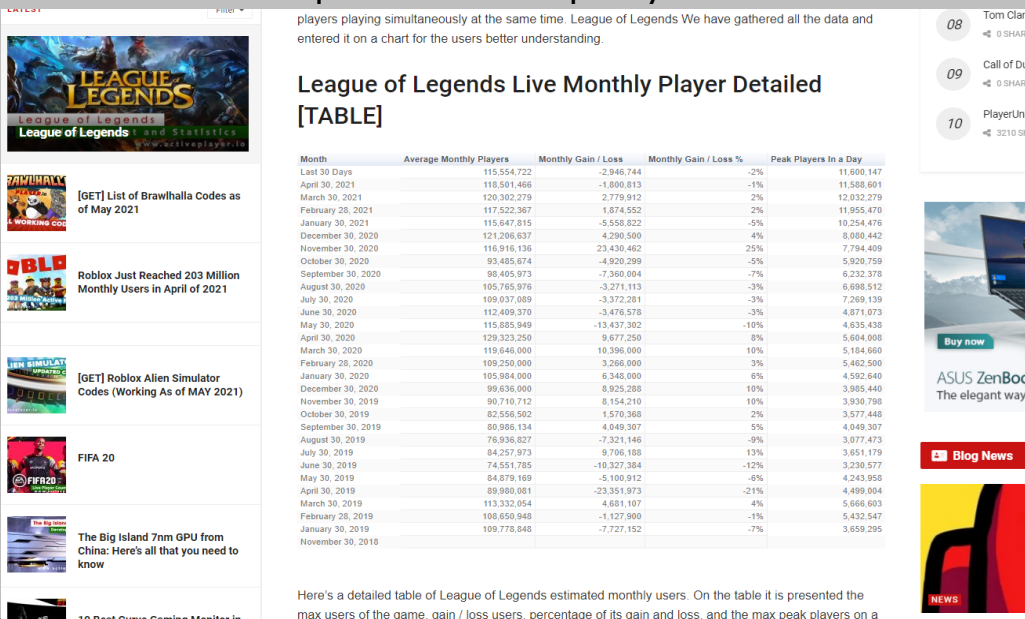 LATEST
Filter
LEAGUE
OF
LEGENDS
League of Legends
League of Legends
t and Statistics
www.activeplayer.io
[GET] List of Brawlhalla Codes as
of May 2021
Roblox Just Reached 203 Million
Monthly Users in April of 2021
[GET] Roblox Alien Simulator
Codes (Working As of MAY 2021)
FIFA 20
The Big Island 7nm GPU from
China: Here's all that you need to
know
players playing simultaneously at the same time. League of Legends We have gathered all the data and
entered it on a chart for the users better understanding.
League of Legends Live Monthly Player Detailed
[TABLE]
Month Average Monthly Players Monthly Gain / Loss Monthly Gain / Loss % Peak Players In a Day
Last 30 Days 115,554,722 -2,946,744 -2% 11,600,147
April 30, 2021 118,501,466 -1,800,813 -1% 11,588,601
March 30, 2021 120,302,279 2,779,912 2% 12,032,279
February 28, 2021 117,522,367 1,874,552 2% 11,955,470
January 30, 2021 115,647,815 -5,558,822 -5% 10,254,476
December 30, 2020 121,206,637 4,290,500 4% 8,080,442
November 30, 2020 116,916,136 23,430,462 25% 7,794,409
October 30, 2020 93,485,674 -4,920,299 -5% 5,920,759
September 30, 2020 98,405,973 -7,360,004 -7% 6,232,378
August 30, 2020 105,765,976 -3,271,113 -3% 6,698,512
July 30, 2020 109,037,089 -3,372,281 -3% 7,269,139
June 30, 2020 112,409,370 -3,476,578 -3% 4,871,073
May 30, 2020 115,885,949 -13,437,302 -10% 4,635,438
April 30, 2020 129,323,250 9,677,250 8% 5,604,008
March 30, 2020 119,646,000 10,396,000 10% 5,184,660
February 28, 2020 109,250,000 3,266,000 3% 5,462,500
January 30, 2020 105,984,000 6,348,000 6% 4,592,640
December 30, 2020 99,636,000 8,925,288 10% 3,985,440
November 30, 2019 90,710,712 8,154,210 10% 3,930,798
October 30, 2019 82,556,502 1,570,368 2% 3,577,448
September 30, 2019 80,986,134 4,049,307 5% 4,049,307
August 30, 2019 76,936,827 -7,321,146 -9% 3,077,473
July 30, 2019 84,257,973 9,706,188 13% 3,651,179
June 30, 2019 74,551,785 -10,327,384 -12% 3,230,577
May 30, 2019 84,879,169 -5,100,912 -6% 4,243,958
April 30, 2019 89,980,081 -23,351,973 -21% 4,499,004
March 30, 2019 113,332,054 4,681,107 4% 5,666,603
February 28, 2019 108,650,948 -1,127,900 -1% 5,432,547
January 30, 2019 109,778,848 -7,727,152 -7% 3,659,295
November 30, 2018
Here's a detailed table of League of Legends estimated monthly users. On the table it is presented the
max users of the game, gain / loss users, percentage of its gain and loss, and the max peak players on a
08 Tom Clan
0 SHAR
09 Call of Du
0 SHAR
10 PlayerUn
3210 S
Buy now
ASUS ZenBoo
The elegant way
Blog News
NEWS